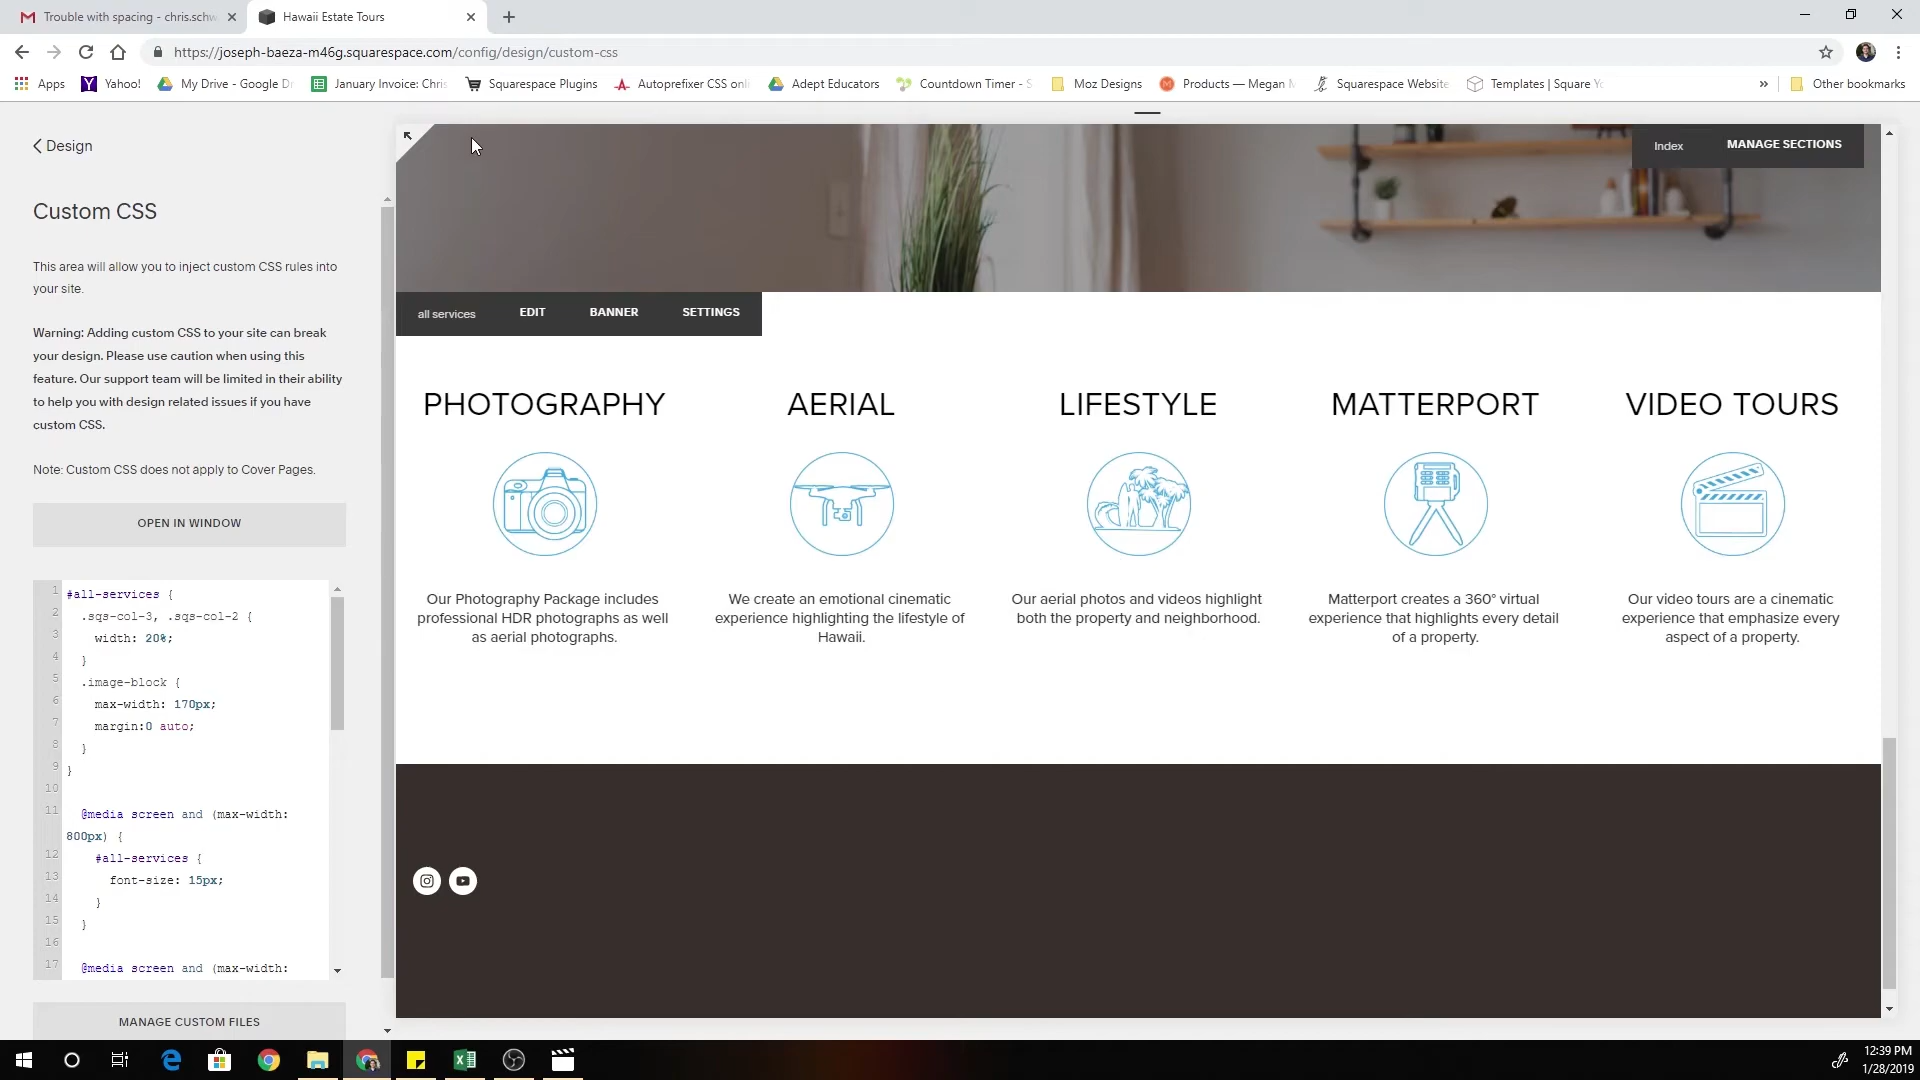 Trouble with spacing - chris.schw
Hawaii Estate Tours
https://joseph-baeza-m46g.squarespace.com/config/design/custom-css
Apps
Yahoo!
My Drive - Google Dr
January Invoice: Chris
Squarespace Plugins
Autoprefixer CSS onli
Adept Educators
Countdown Timer - S
Moz Designs
Products — Megan M
Squarespace Website
Templates | Square Yo
»
Other bookmarks
Design
Custom CSS
This area will allow you to inject custom CSS rules into
your site.
Warning: Adding custom CSS to your site can break
your design. Please use caution when using this
feature. Our support team will be limited in their ability
to help you with design related issues if you have
custom CSS.
Note: Custom CSS does not apply to Cover Pages.
OPEN IN WINDOW
1 #all-services {
2 .sqs-col-3, .sqs-col-2 {
3 width: 20%;
4 }
5 .image-block {
6 max-width: 170px;
7 margin:0 auto;
8 }
9 }
10
11 @media screen and (max-width:
800px) {
12 #all-services {
13 font-size: 15px;
14 }
15 }
16
17 @media screen and (max-width:
MANAGE CUSTOM FILES
Index
MANAGE SECTIONS
all services
EDIT
BANNER
SETTINGS
PHOTOGRAPHY
Our Photography Package includes
professional HDR photographs as well
as aerial photographs.
AERIAL
We create an emotional cinematic
experience highlighting the lifestyle of
Hawaii.
LIFESTYLE
Our aerial photos and videos highlight
both the property and neighborhood.
MATTERPORT
Matterport creates a 360° virtual
experience that highlights every detail
of a property.
VIDEO TOURS
Our video tours are a cinematic
experience that emphasize every
aspect of a property.
12:39 PM
1/28/2019